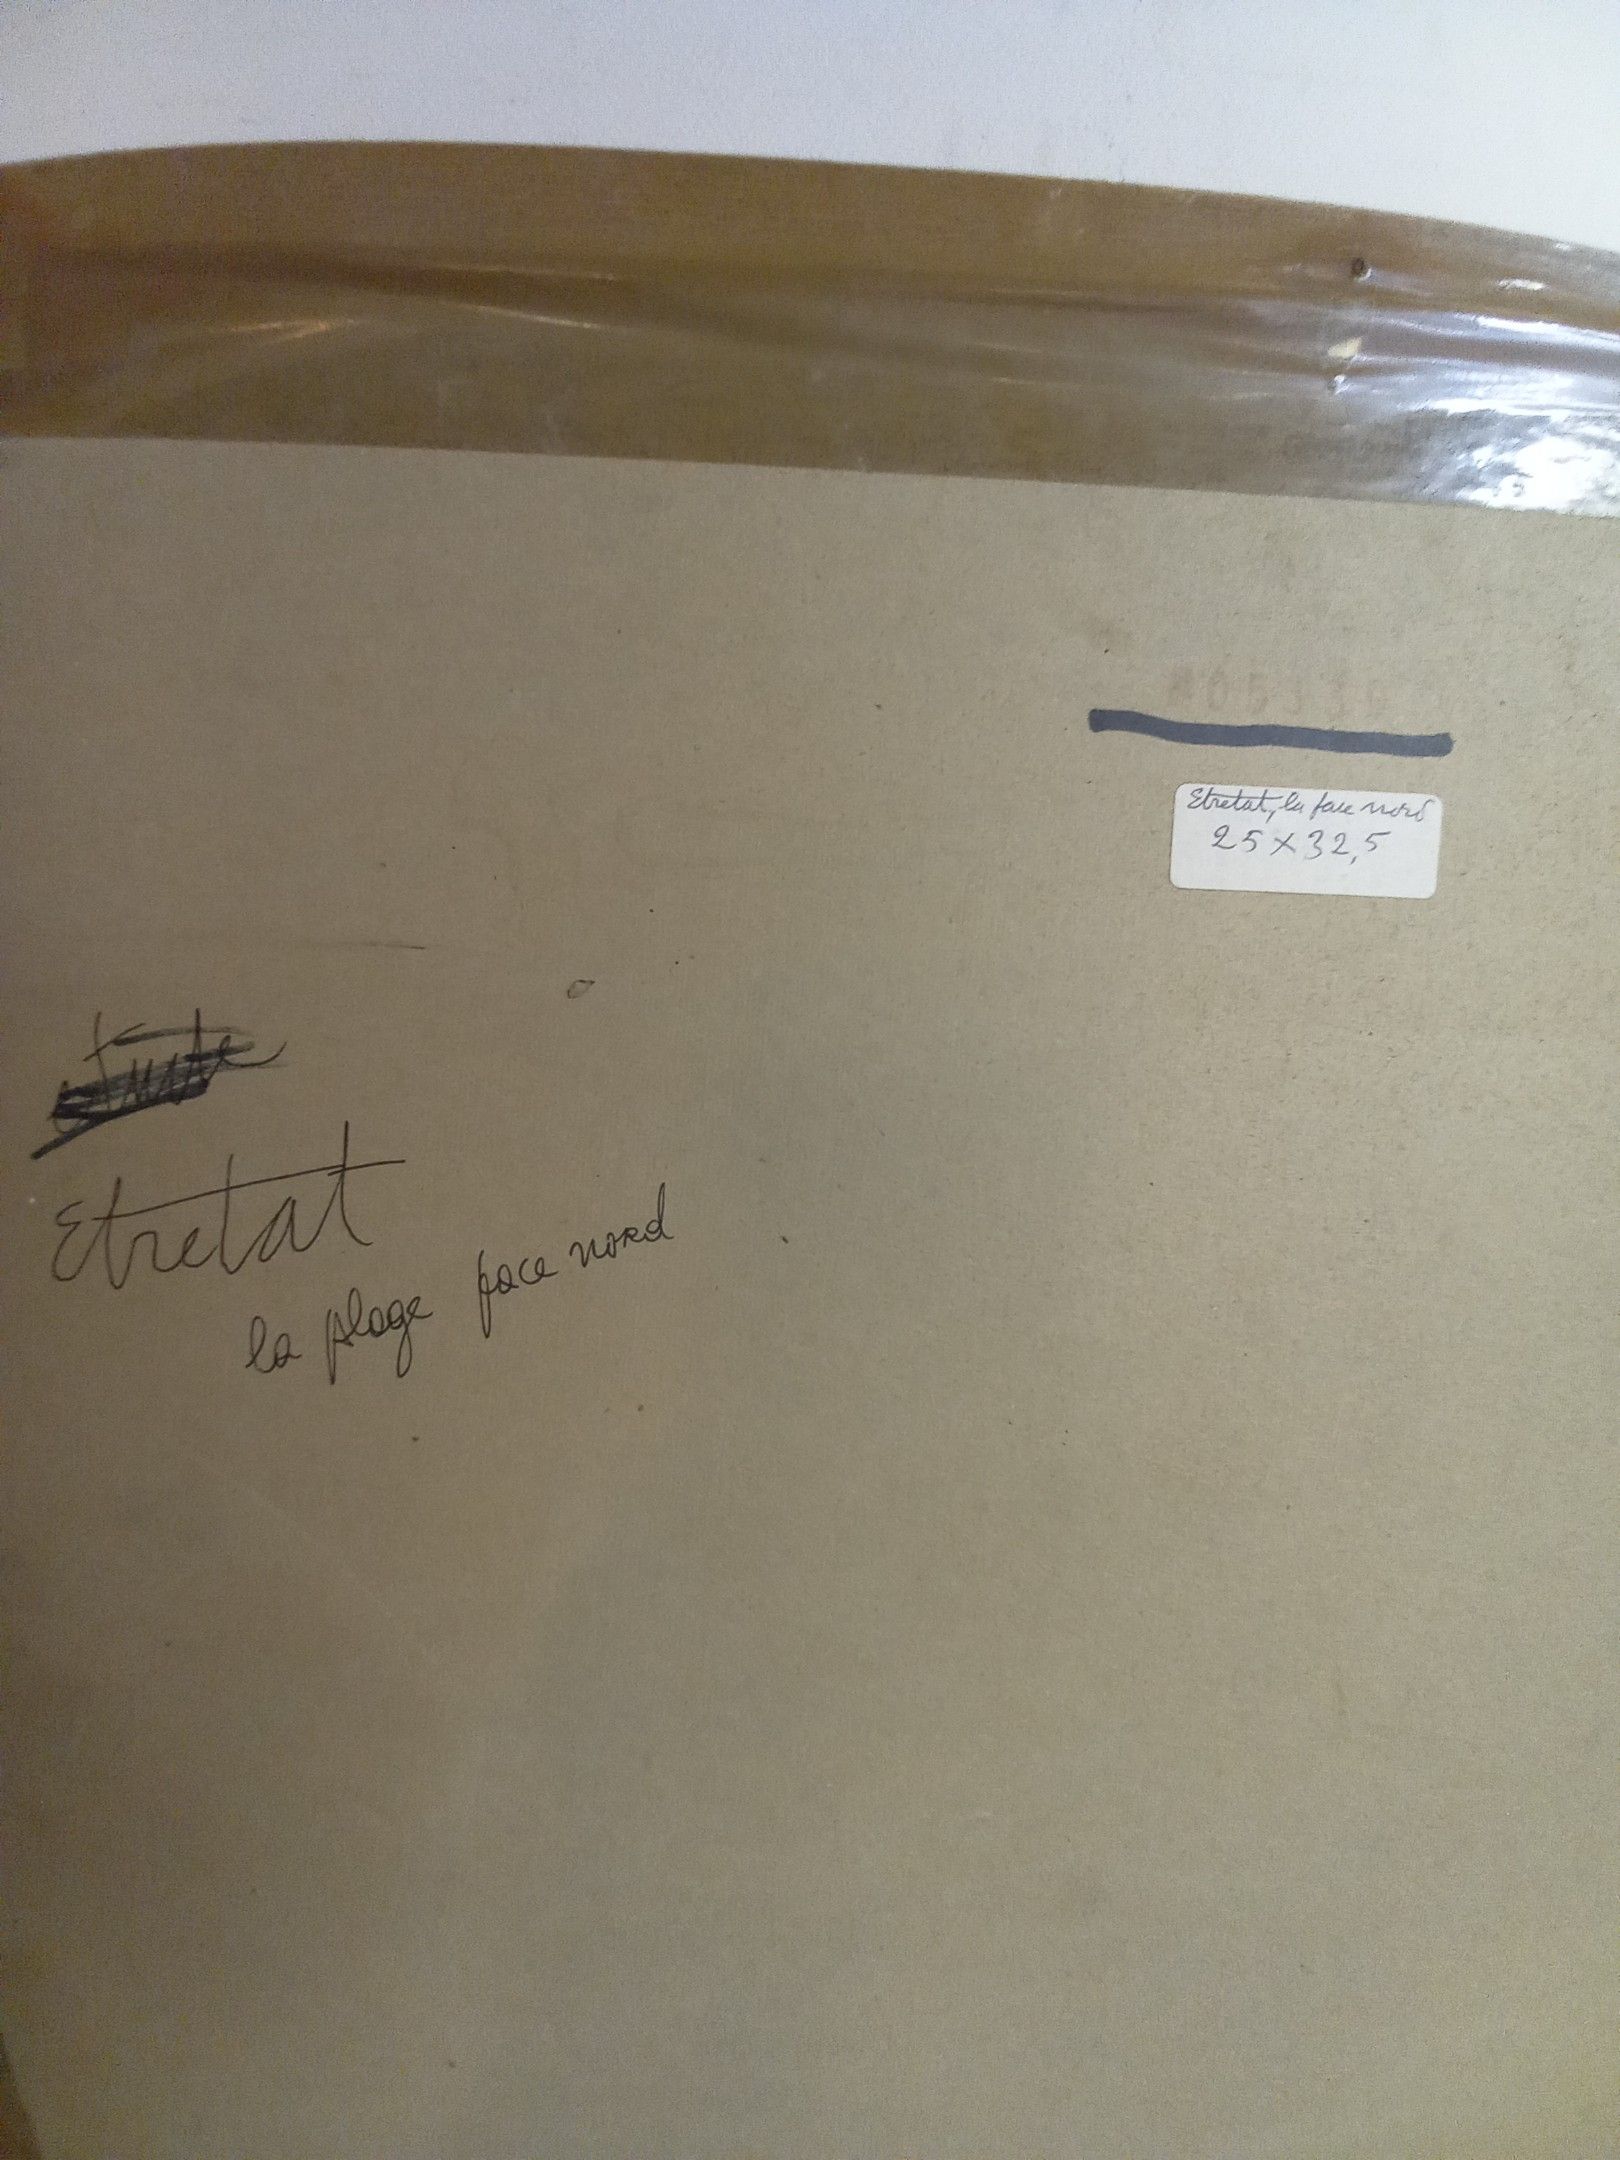 Etretat, la face nord
25 x 32,5
Etretat
la plage face nord